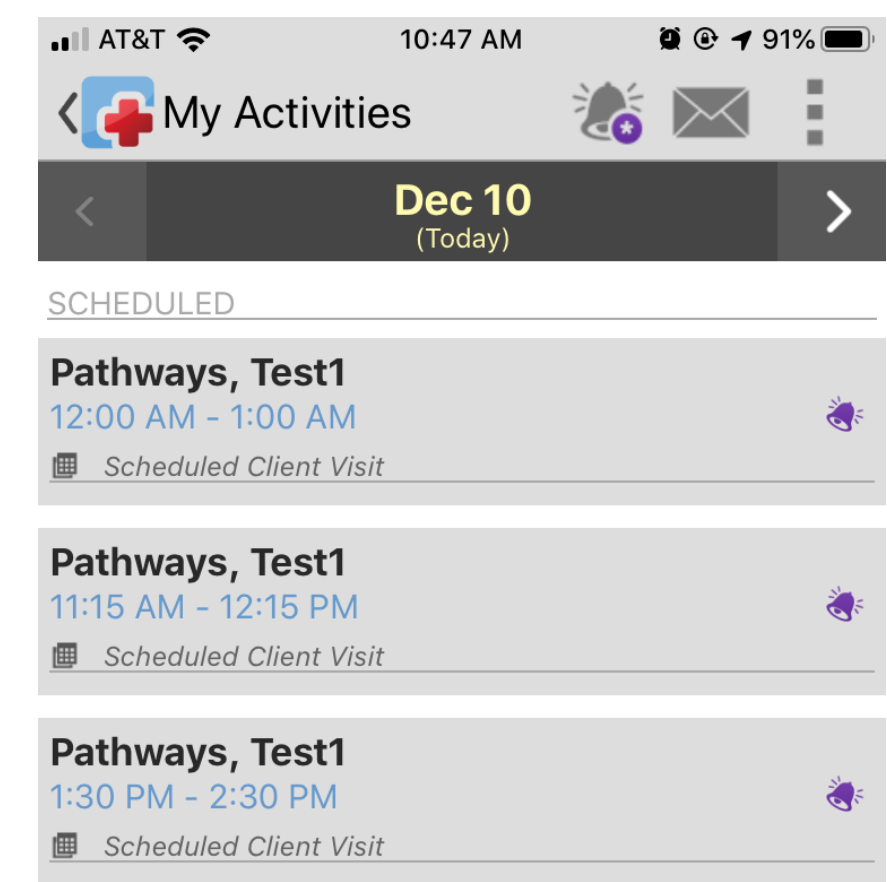 AT&T 10:47 AM 91%
My Activities
Dec 10
(Today)
SCHEDULED
Pathways, Test1
12:00 AM - 1:00 AM
Scheduled Client Visit
Pathways, Test1
11:15 AM - 12:15 PM
Scheduled Client Visit
Pathways, Test1
1:30 PM - 2:30 PM
Scheduled Client Visit